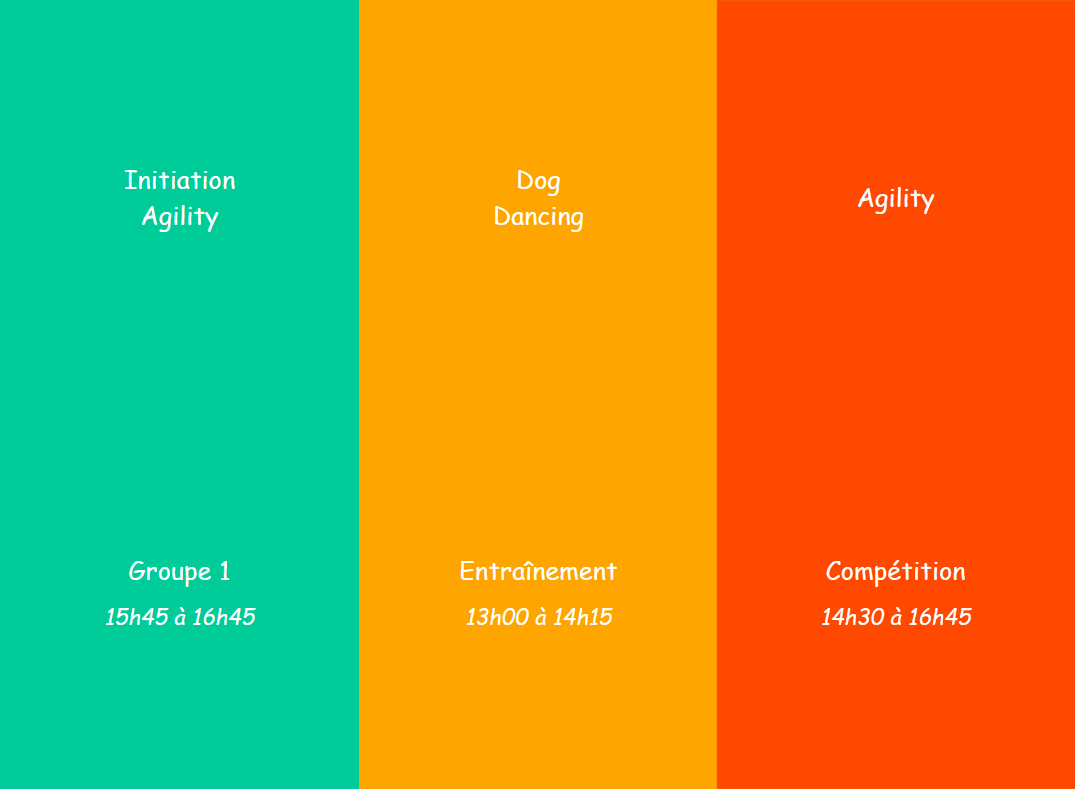 Initiation
Agility
Groupe 1
15h45 à 16h45
Dog
Dancing
Entraînement
13h00 à 14h15
Agility
Compétition
14h30 à 16h45